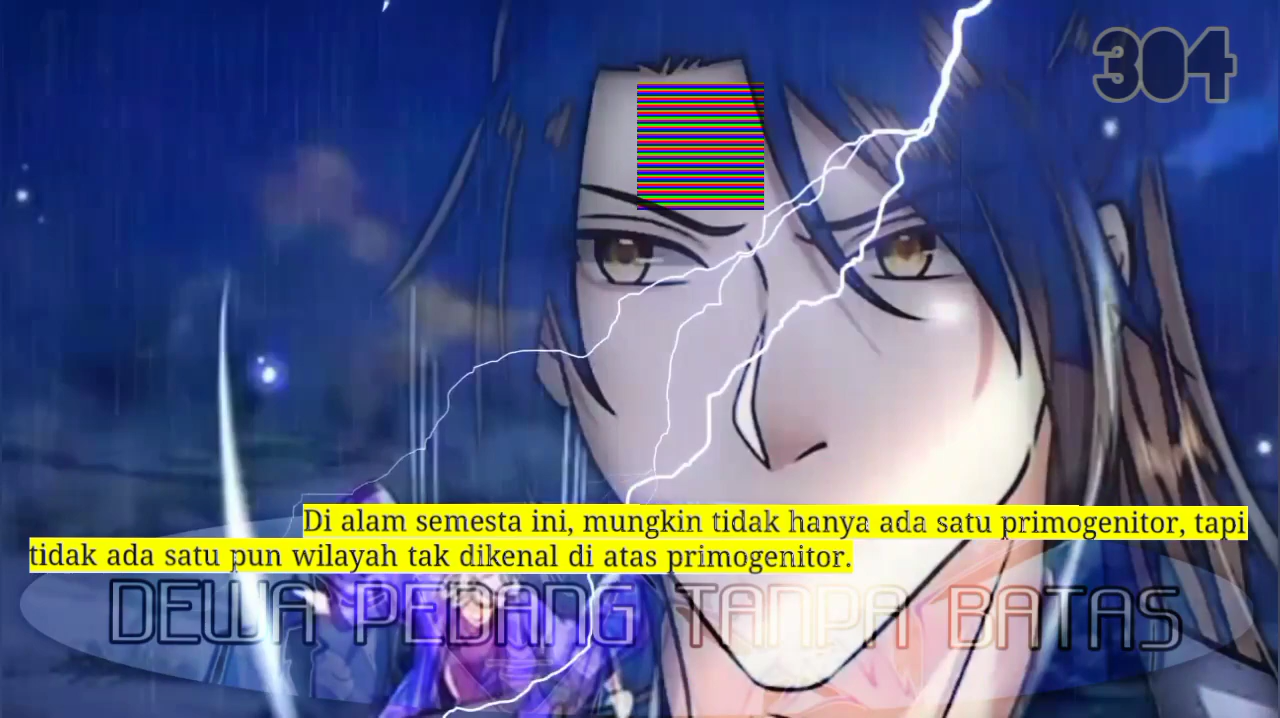 304
Di alam semesta ini, mungkin tidak hanya ada satu primogenitor, tapi
tidak ada satu pun wilayah tak dikenal di atas primogenitor.
DEWA PEDANG TANPA BATAS